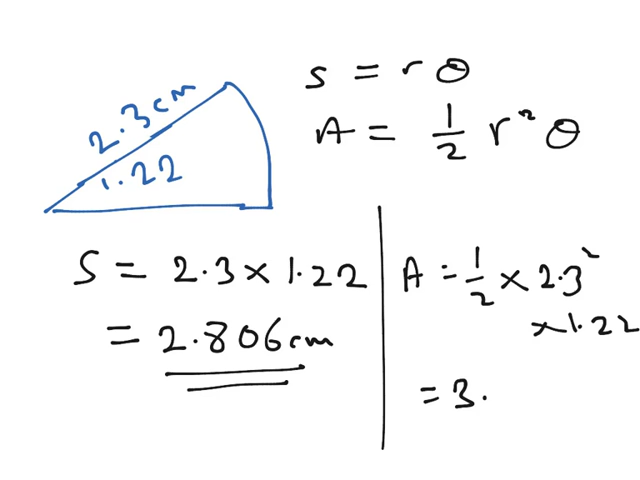 s = rθ
A = 1/2 r²θ
2.3cm
1.22
S = 2.3 × 1.22
= 2.806cm
A = 1/2 × 2.3²
×1.22
= 3.